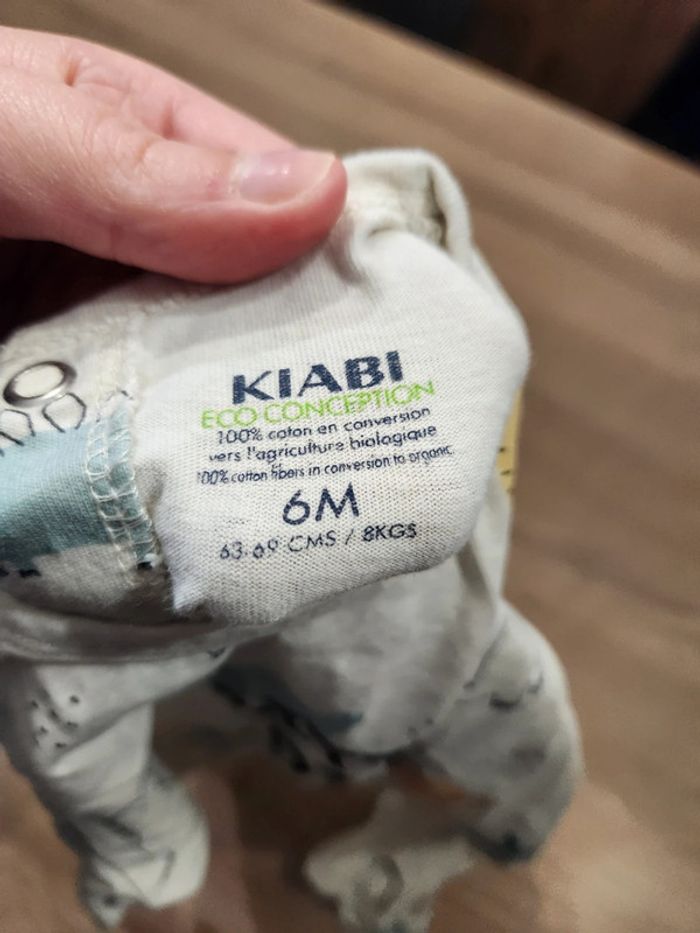 KIABI
ECO-CONCEPTION
100% coton en conversion
vers l'agriculture biologique
100% cotton fibers in conversion to organic
6M
63-69 CMS / 8KGS